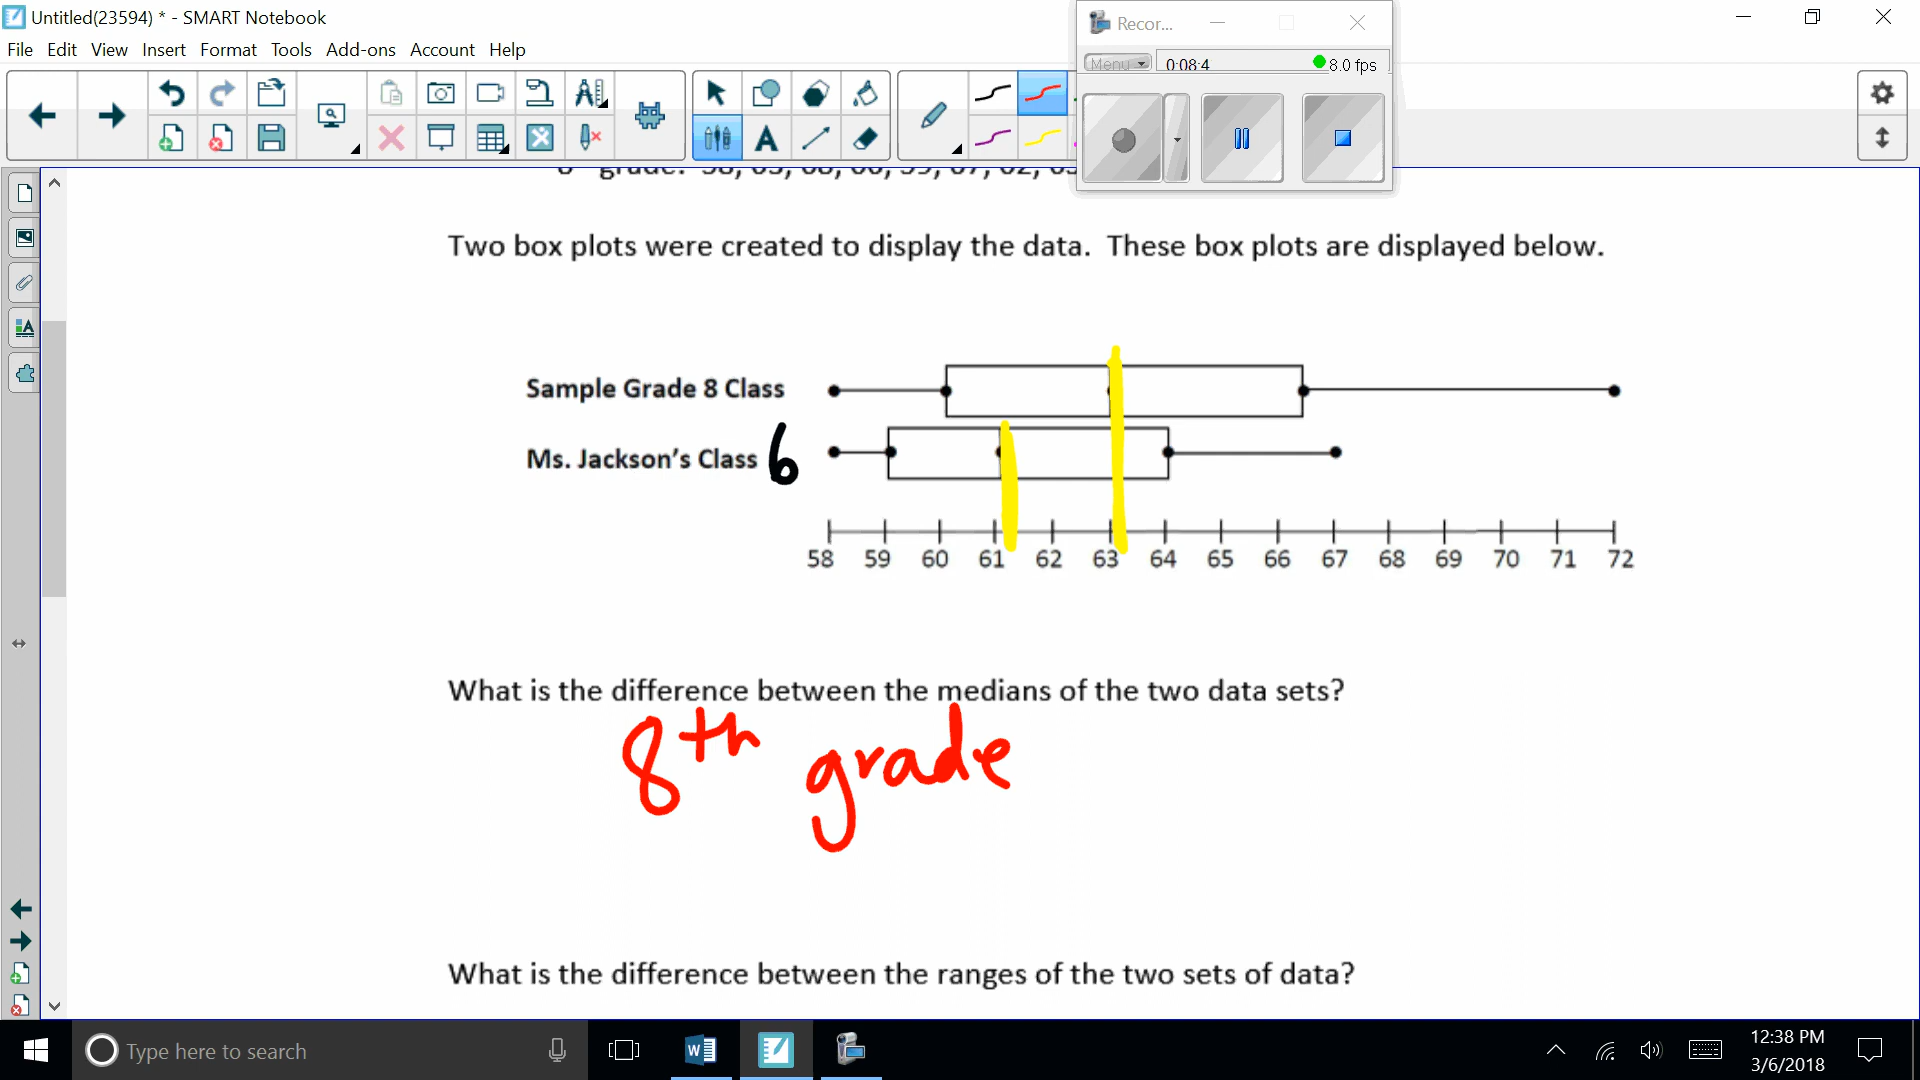 Untitled(23594) * - SMART Notebook
File Edit View Insert Format Tools Add-ons Account Help
Recor...
Menu 0:08:4 8.0 fps
Two box plots were created to display the data. These box plots are displayed below.
Sample Grade 8 Class
Ms. Jackson's Class 6
58 59 60 61 62 63 64 65 66 67 68 69 70 71 72
What is the difference between the medians of the two data sets?
8th grade
What is the difference between the ranges of the two sets of data?
Type here to search
12:38 PM
3/6/2018